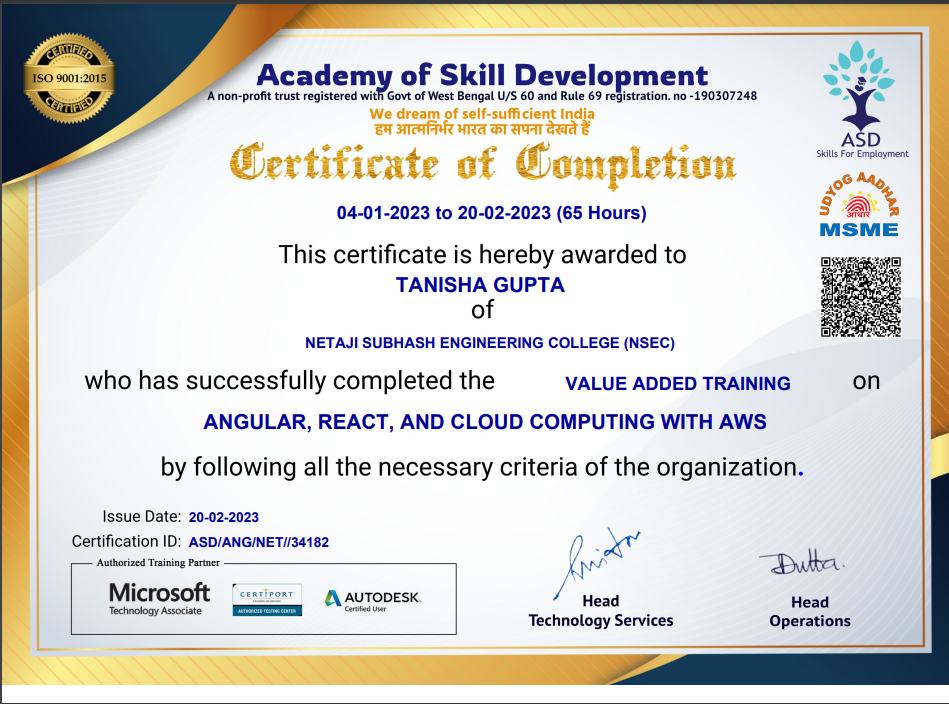 CERTIFIED
ISO 9001:2015
CERTIFIED
Academy of Skill Development
A non-profit trust registered with Govt of West Bengal U/S 60 and Rule 69 registration. no -190307248
We dream of self-sufficient India
हम आत्मनिर्भर भारत का सपना देखते हैं
ASD
Skills For Employment
Certificate of Completion
UDYOG AADHAR
आधार
MSME
04-01-2023 to 20-02-2023 (65 Hours)
This certificate is hereby awarded to
TANISHA GUPTA
of
NETAJI SUBHASH ENGINEERING COLLEGE (NSEC)
who has successfully completed the VALUE ADDED TRAINING on
ANGULAR, REACT, AND CLOUD COMPUTING WITH AWS
by following all the necessary criteria of the organization.
Issue Date: 20-02-2023
Certification ID: ASD/ANG/NET//34182
Authorized Training Partner
Microsoft
Technology Associate
CERTIPORT
AUTHORIZED TESTING CENTER
AUTODESK.
Certified User
Head
Technology Services
Dutta.
Head
Operations